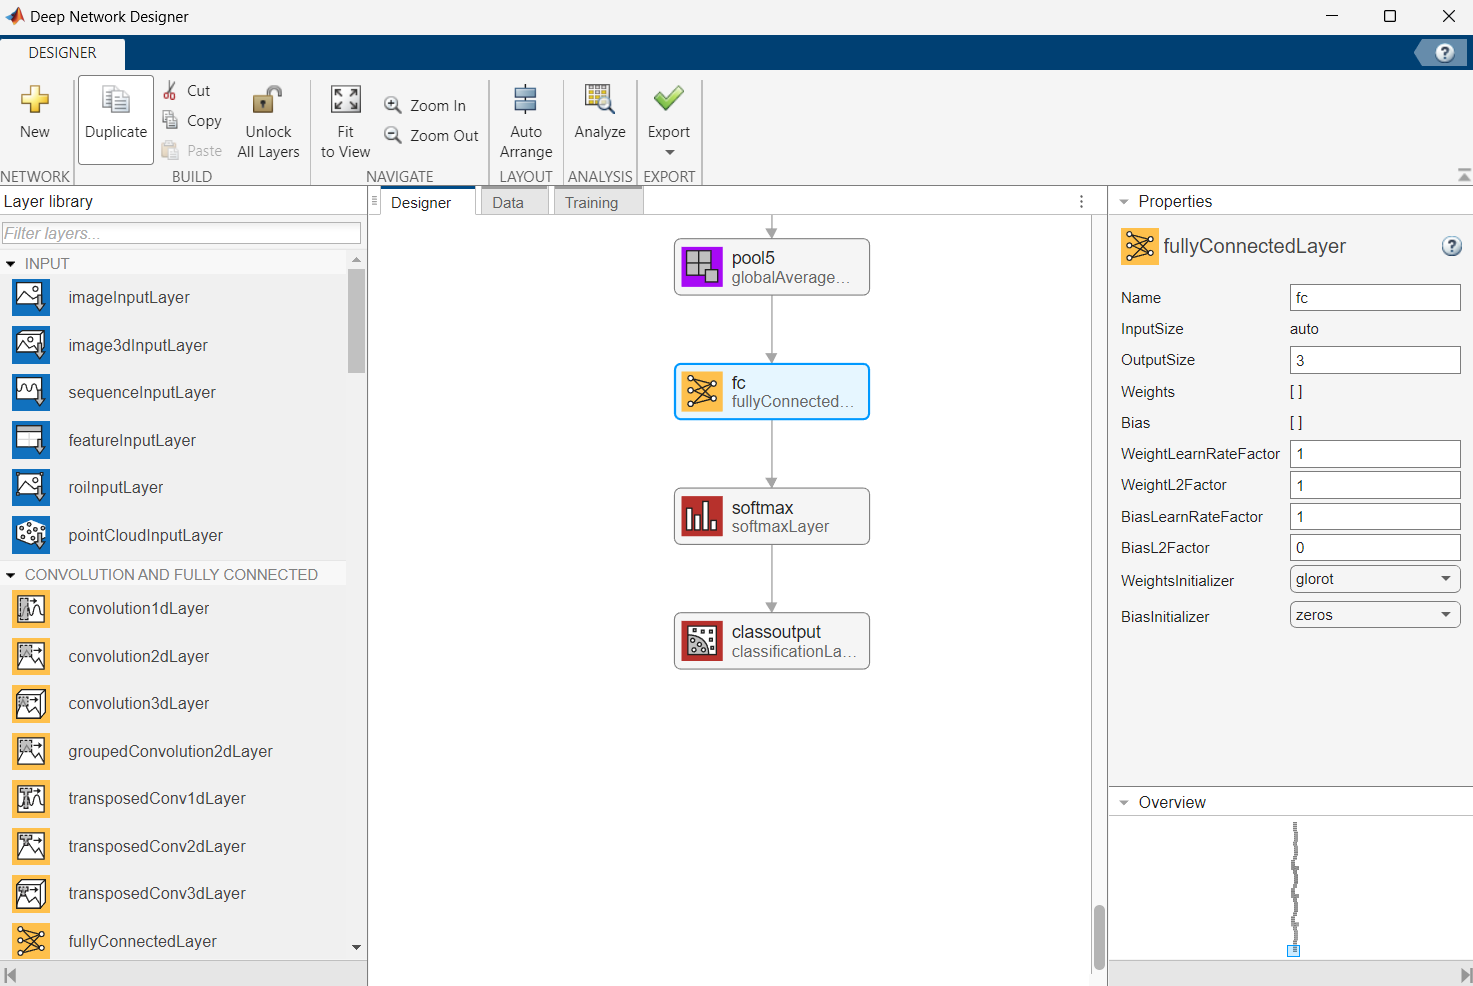 Deep Network Designer
DESIGNER
New
Duplicate
Cut
Copy
Paste
Unlock
All Layers
Fit
to View
Zoom In
Zoom Out
Auto
Arrange
Analyze
Export
NETWORK
BUILD
NAVIGATE
LAYOUT
ANALYSIS
EXPORT
Layer library
Filter layers...
INPUT
imageInputLayer
image3dInputLayer
sequenceInputLayer
featureInputLayer
roiInputLayer
pointCloudInputLayer
CONVOLUTION AND FULLY CONNECTED
convolution1dLayer
convolution2dLayer
convolution3dLayer
groupedConvolution2dLayer
transposedConv1dLayer
transposedConv2dLayer
transposedConv3dLayer
fullyConnectedLayer
Designer
Data
Training
pool5
globalAverage...
fc
fullyConnected...
softmax
softmaxLayer
classoutput
classificationLa...
Properties
fullyConnectedLayer
?
Name fc
InputSize auto
OutputSize 3
Weights [ ]
Bias [ ]
WeightLearnRateFactor 1
WeightL2Factor 1
BiasLearnRateFactor 1
BiasL2Factor 0
WeightsInitializer glorot
BiasInitializer zeros
Overview